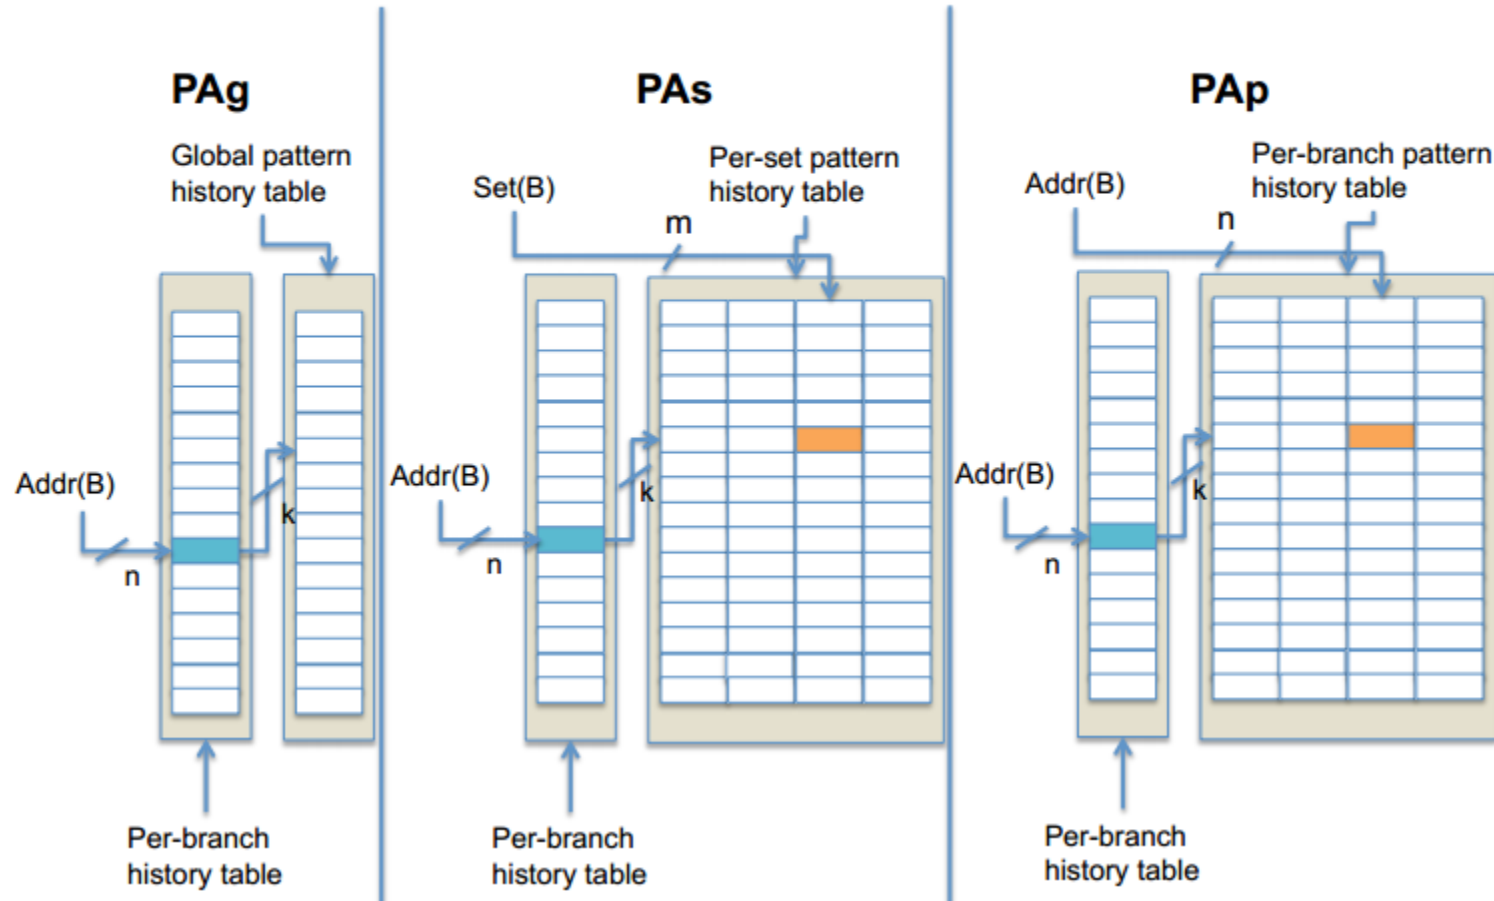 PAg
Global pattern
history table
Addr(B)
n
k
Per-branch
history table
PAs
Set(B)
m
Per-set pattern
history table
Addr(B)
n
k
Per-branch
history table
PAp
Addr(B)
n
Per-branch pattern
history table
Addr(B)
n
k
Per-branch
history table